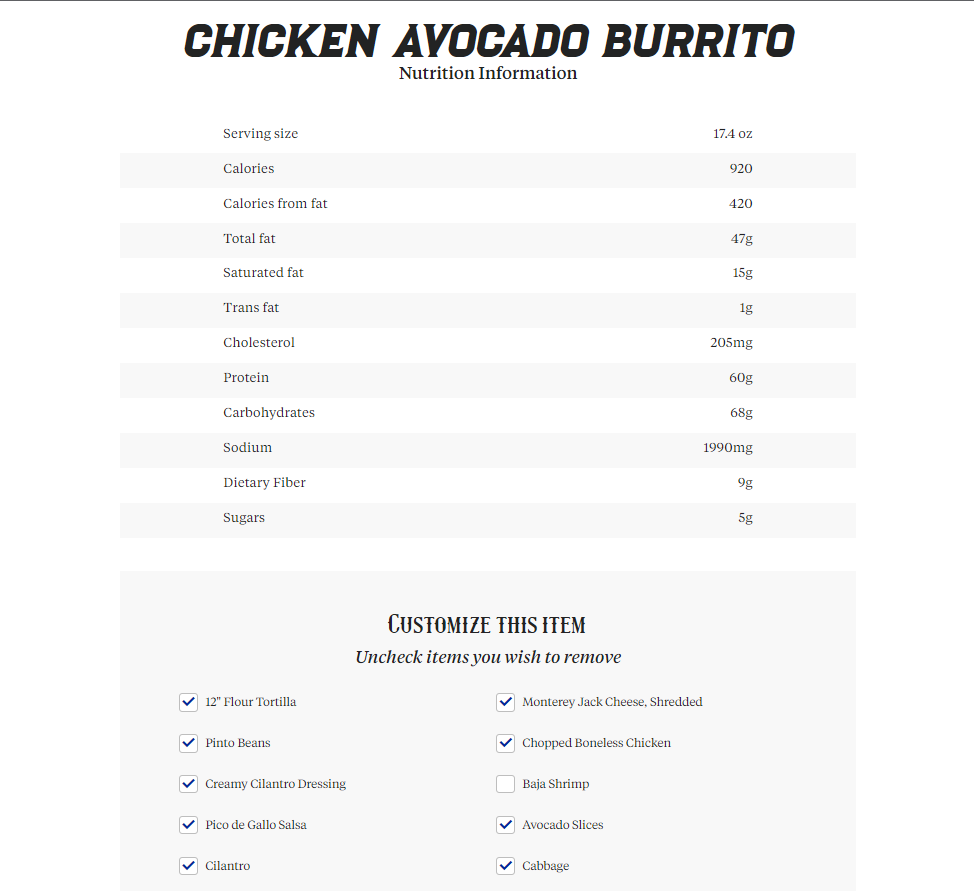 CHICKEN AVOCADO BURRITO
Nutrition Information
Serving size 17.4 oz
Calories 920
Calories from fat 420
Total fat 47g
Saturated fat 15g
Trans fat 1g
Cholesterol 205mg
Protein 60g
Carbohydrates 68g
Sodium 1990mg
Dietary Fiber 9g
Sugars 5g
Customize this item
Uncheck items you wish to remove
12" Flour Tortilla Monterey Jack Cheese, Shredded
Pinto Beans Chopped Boneless Chicken
Creamy Cilantro Dressing Baja Shrimp
Pico de Gallo Salsa Avocado Slices
Cilantro Cabbage